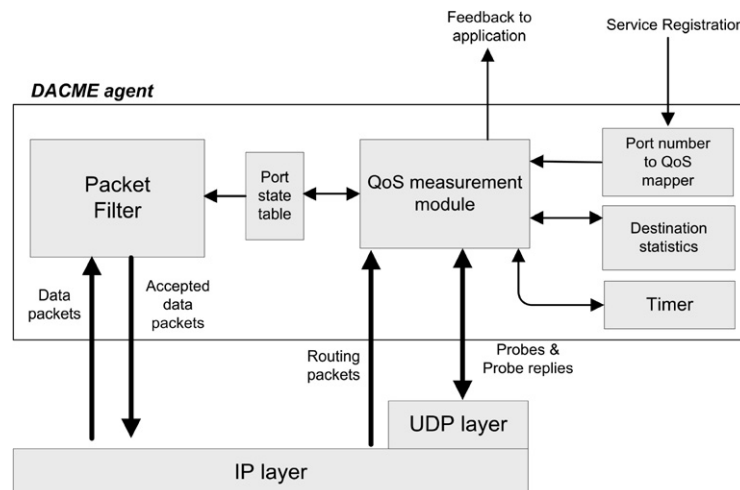 Feedback to
application
Service Registration
DACME agent
Packet
Filter
Port
state
table
QoS measurement
module
Port number
to QoS
mapper
Destination
statistics
Timer
Data
packets
Accepted
data
packets
Routing
packets
Probes &
Probe replies
UDP layer
IP layer